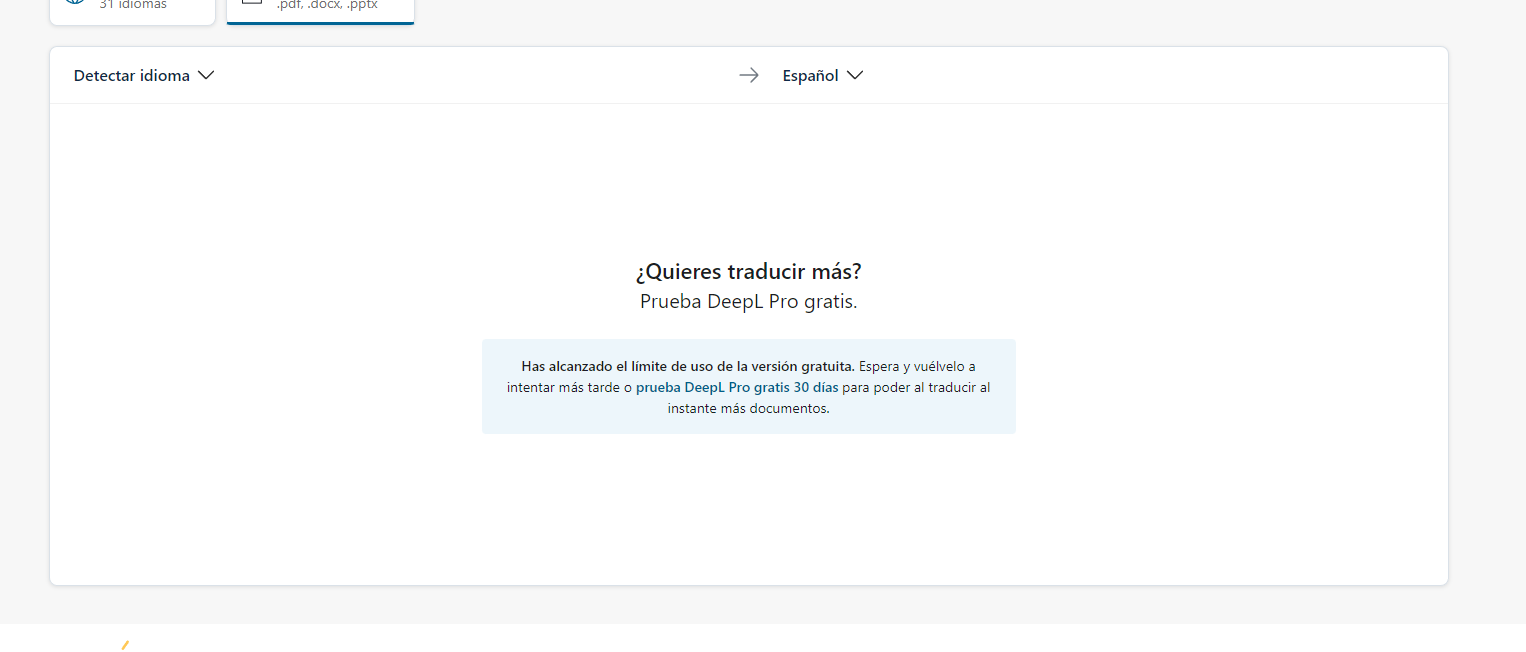 31 idiomas
.pdf, .docx, .pptx
Detectar idioma
Español
¿Quieres traducir más?
Prueba DeepL Pro gratis.
Has alcanzado el límite de uso de la versión gratuita. Espera y vuélvelo a
intentar más tarde o prueba DeepL Pro gratis 30 días para poder al traducir al
instante más documentos.